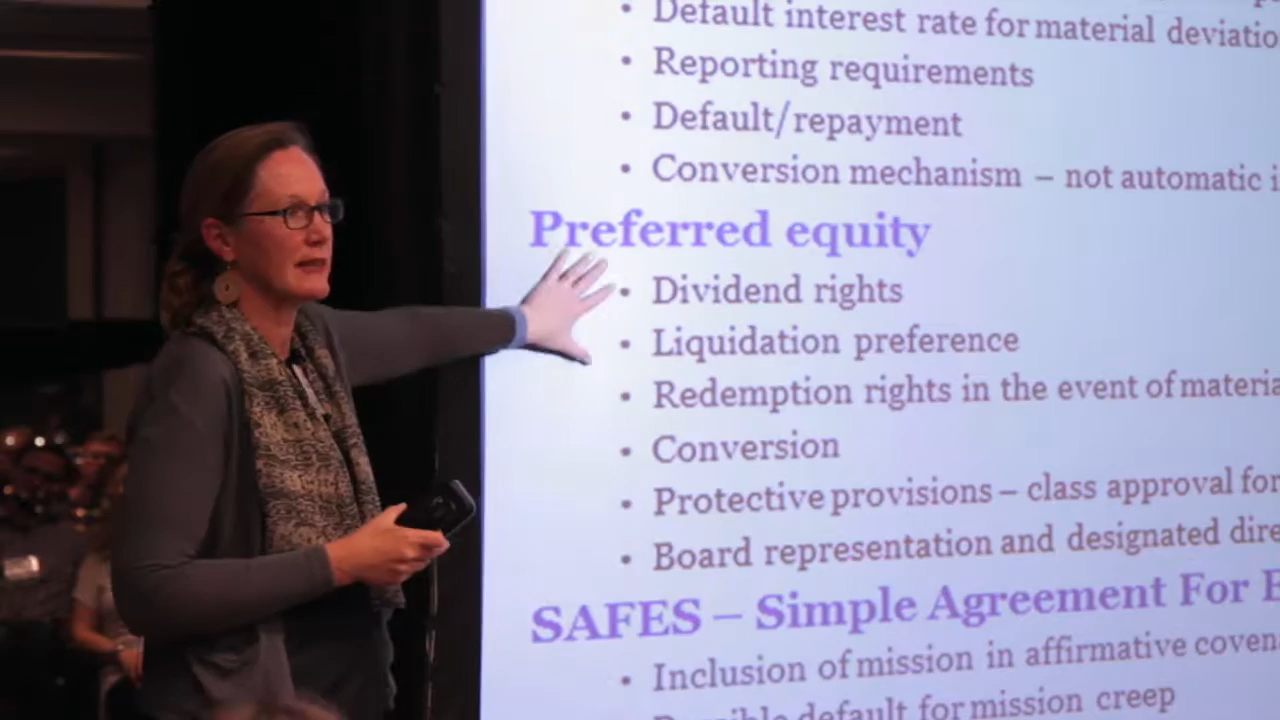 Default interest rate for material deviatio
• Reporting requirements
• Default/repayment
• Conversion mechanism – not automatic i
Preferred equity
• Dividend rights
• Liquidation preference
• Redemption rights in the event of materia
• Conversion
• Protective provisions – class approval for
• Board representation and designated dire
SAFES – Simple Agreement For E
• Inclusion of mission in affirmative coven
Possible default for mission creep